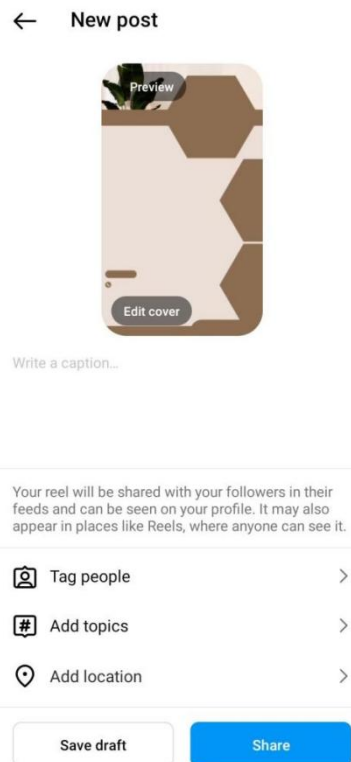 New post
Preview
Edit cover
Write a caption...
Your reel will be shared with your followers in their
feeds and can be seen on your profile. It may also
appear in places like Reels, where anyone can see it.
Tag people
# Add topics
Add location
Save draft
Share